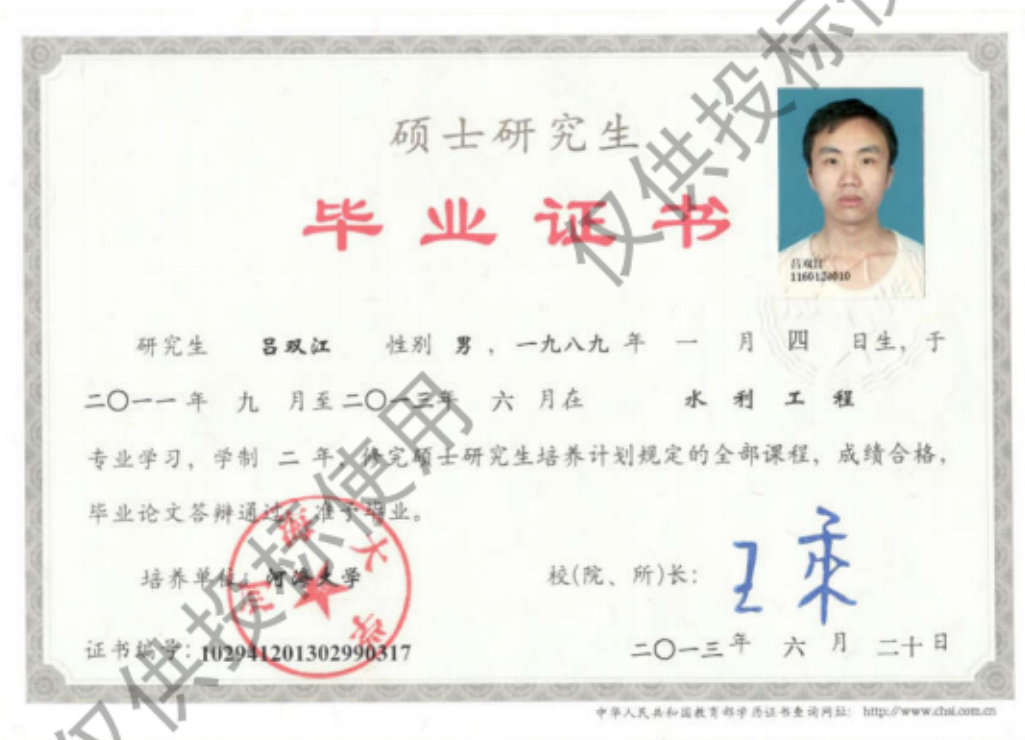 硕士研究生
毕业证书
吕双江
1160120010
研究生 吕双江 性别 男，一九八九 年 一 月 四 日生，于
二〇一一 年 九 月至 二〇一三年 六 月在 水利工程
专业学习，学制 二 年，修完硕士研究生培养计划规定的全部课程，成绩合格，
毕业论文答辩通过，准予毕业。
培养单位：河海大学
校(院、所)长：
证书编号：102941201302990317
二〇一三年 六 月 二十日
河海大学
中华人民共和国教育部学历证书查询网址： http://www.chsi.com.cn
仅供投标使
仅供投标使用